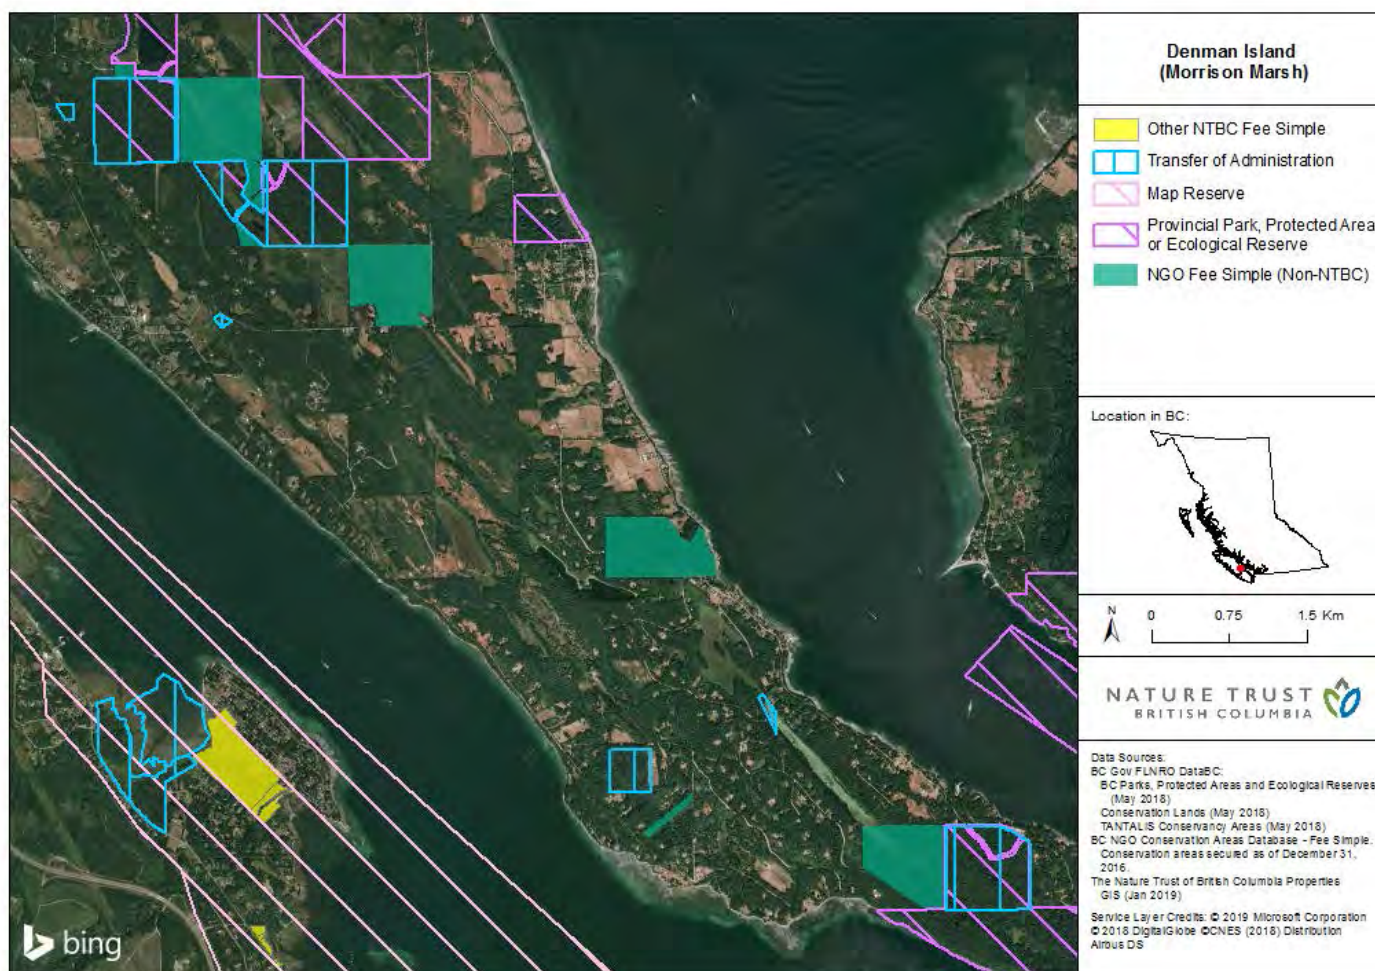 Denman Island
(Morrison Marsh)
Other NTBC Fee Simple
Transfer of Administration
Map Reserve
Provincial Park, Protected Area
or Ecological Reserve
NGO Fee Simple (Non-NTBC)
Location in BC:
N
0 0.75 1.5 Km
NATURE TRUST
BRITISH COLUMBIA
Data Sources:
BC Gov FLNRO DataBC:
BC Parks, Protected Areas and Ecological Reserves
(May 2018)
Conservation Lands (May 2018)
TANTALIS Conservancy Areas (May 2018)
BC NGO Conservation Areas Database - Fee Simple.
Conservation areas secured as of December 31,
2016.
The Nature Trust of British Columbia Properties
GIS (Jan 2019)
Service Layer Credits: © 2019 Microsoft Corporation
© 2018 DigitalGlobe ©CNES (2018) Distribution
Airbus DS
bing